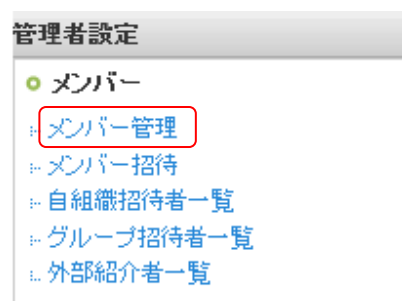 管理者設定
メンバー
メンバー管理
メンバー招待
自組織招待者一覧
グループ招待者一覧
外部紹介者一覧